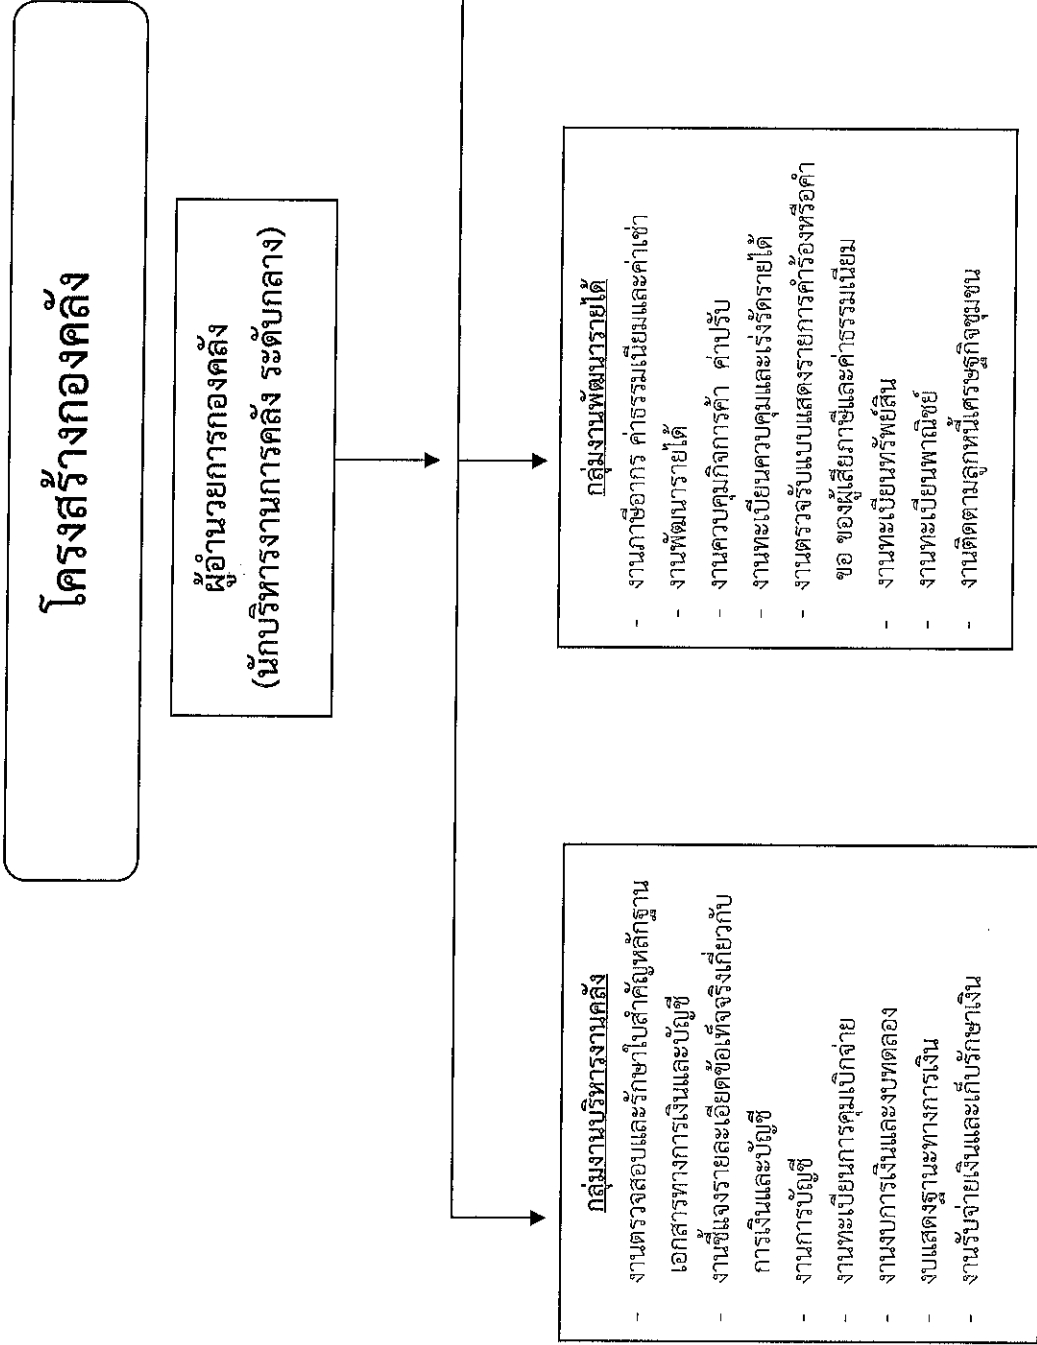 โครงสร้างกองคลัง
ผู้อำนวยการกองคลัง
(นักบริหารงานการคลัง ระดับกลาง)
กลุ่มงานบริหารงานคลัง
- งานตรวจสอบและรักษาใบสำคัญหลักฐาน
เอกสารทางการเงินและบัญชี
- งานชี้แจงรายละเอียดข้อเท็จจริงเกี่ยวกับ
การเงินและบัญชี
- งานการบัญชี
- งานทะเบียนการคุมเบิกจ่าย
- งานงบการเงินและงบทดลอง
- งบแสดงฐานะทางการเงิน
- งานรับจ่ายเงินและเก็บรักษาเงิน
กลุ่มงานพัฒนารายได้
- งานภาษีอากร ค่าธรรมเนียมและค่าเช่า
- งานพัฒนารายได้
- งานควบคุมกิจการค้า ค่าปรับ
- งานทะเบียนควบคุมและเร่งรัดรายได้
- งานตรวจรับแบบแสดงรายการคำร้องหรือคำ
ขอ ของผู้เสียภาษีและค่าธรรมเนียม
- งานทะเบียนทรัพย์สิน
- งานทะเบียนพาณิชย์
- งานติดตามลูกหนี้เศรษฐกิจชุมชน